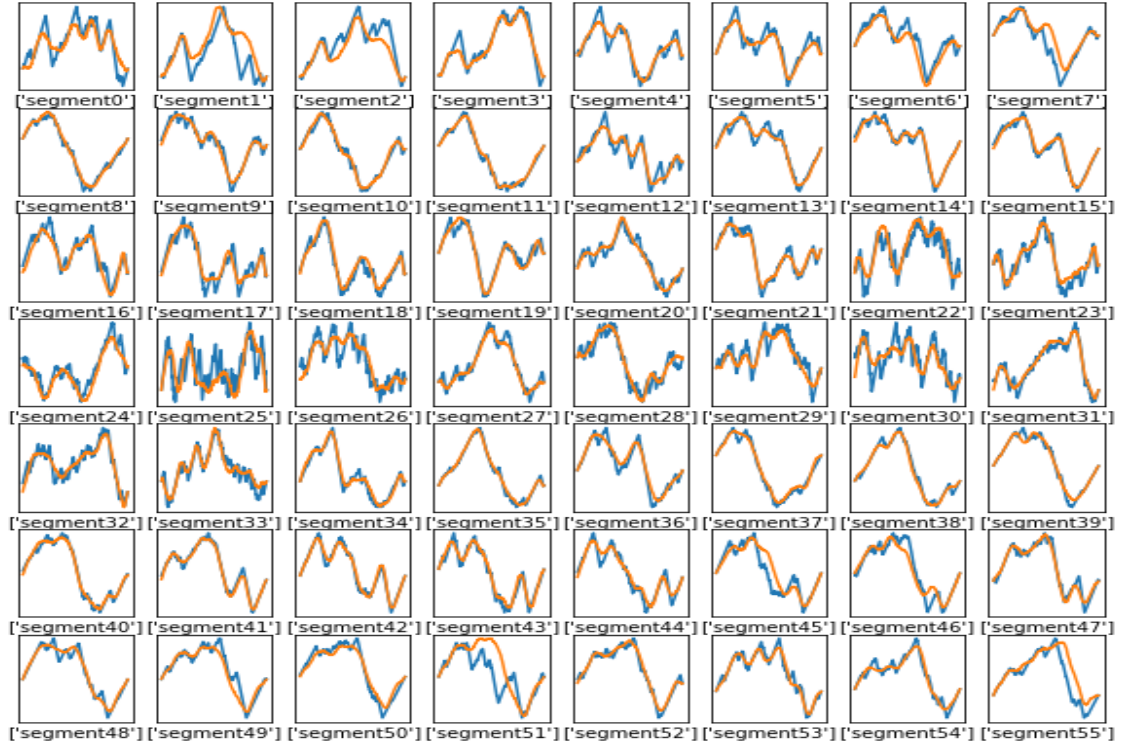 ['segment0'] ['segment1'] ['segment2'] ['segment3'] ['segment4'] ['segment5'] ['segment6'] ['segment7']
['segment8'] ['segment9'] ['segment10'] ['segment11'] ['segment12'] ['segment13'] ['segment14'] ['segment15']
['segment16'] ['segment17'] ['segment18'] ['segment19'] ['segment20'] ['segment21'] ['segment22'] ['segment23']
['segment24'] ['segment25'] ['segment26'] ['segment27'] ['segment28'] ['segment29'] ['segment30'] ['segment31']
['segment32'] ['segment33'] ['segment34'] ['segment35'] ['segment36'] ['segment37'] ['segment38'] ['segment39']
['segment40'] ['segment41'] ['segment42'] ['segment43'] ['segment44'] ['segment45'] ['segment46'] ['segment47']
['segment48'] ['segment49'] ['segment50'] ['segment51'] ['segment52'] ['segment53'] ['segment54'] ['segment55']